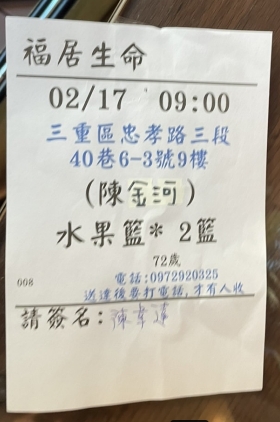 福居生命
02/17 09:00
三重區忠孝路三段
40巷6-3號9樓
(陳金河)
水果籃* 2籃
72歲
電話:0972920325
008
送達後要打電話,才有人收
請簽名:陳